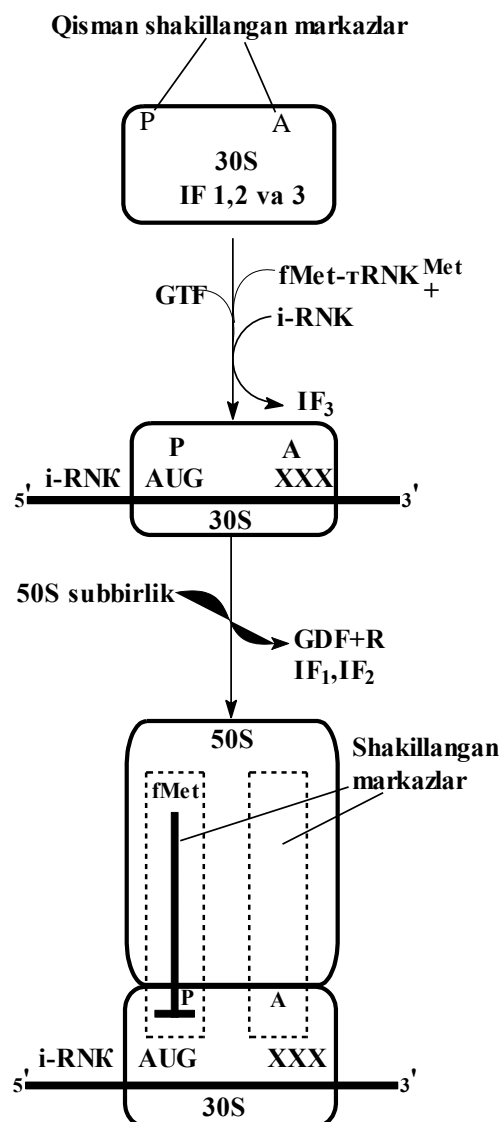 Qisman shakillangan markazlar
P A
30S
IF 1,2 va 3
GTF
fMet-тRNK Met
+
i-RNK
IF3
P A
i-RNK AUG XXX
5' 3'
30S
50S subbirlik
GDF+R
IF1,IF2
50S
Shakillangan
markazlar
fMet
P A
i-RNK AUG XXX
5' 3'
30S